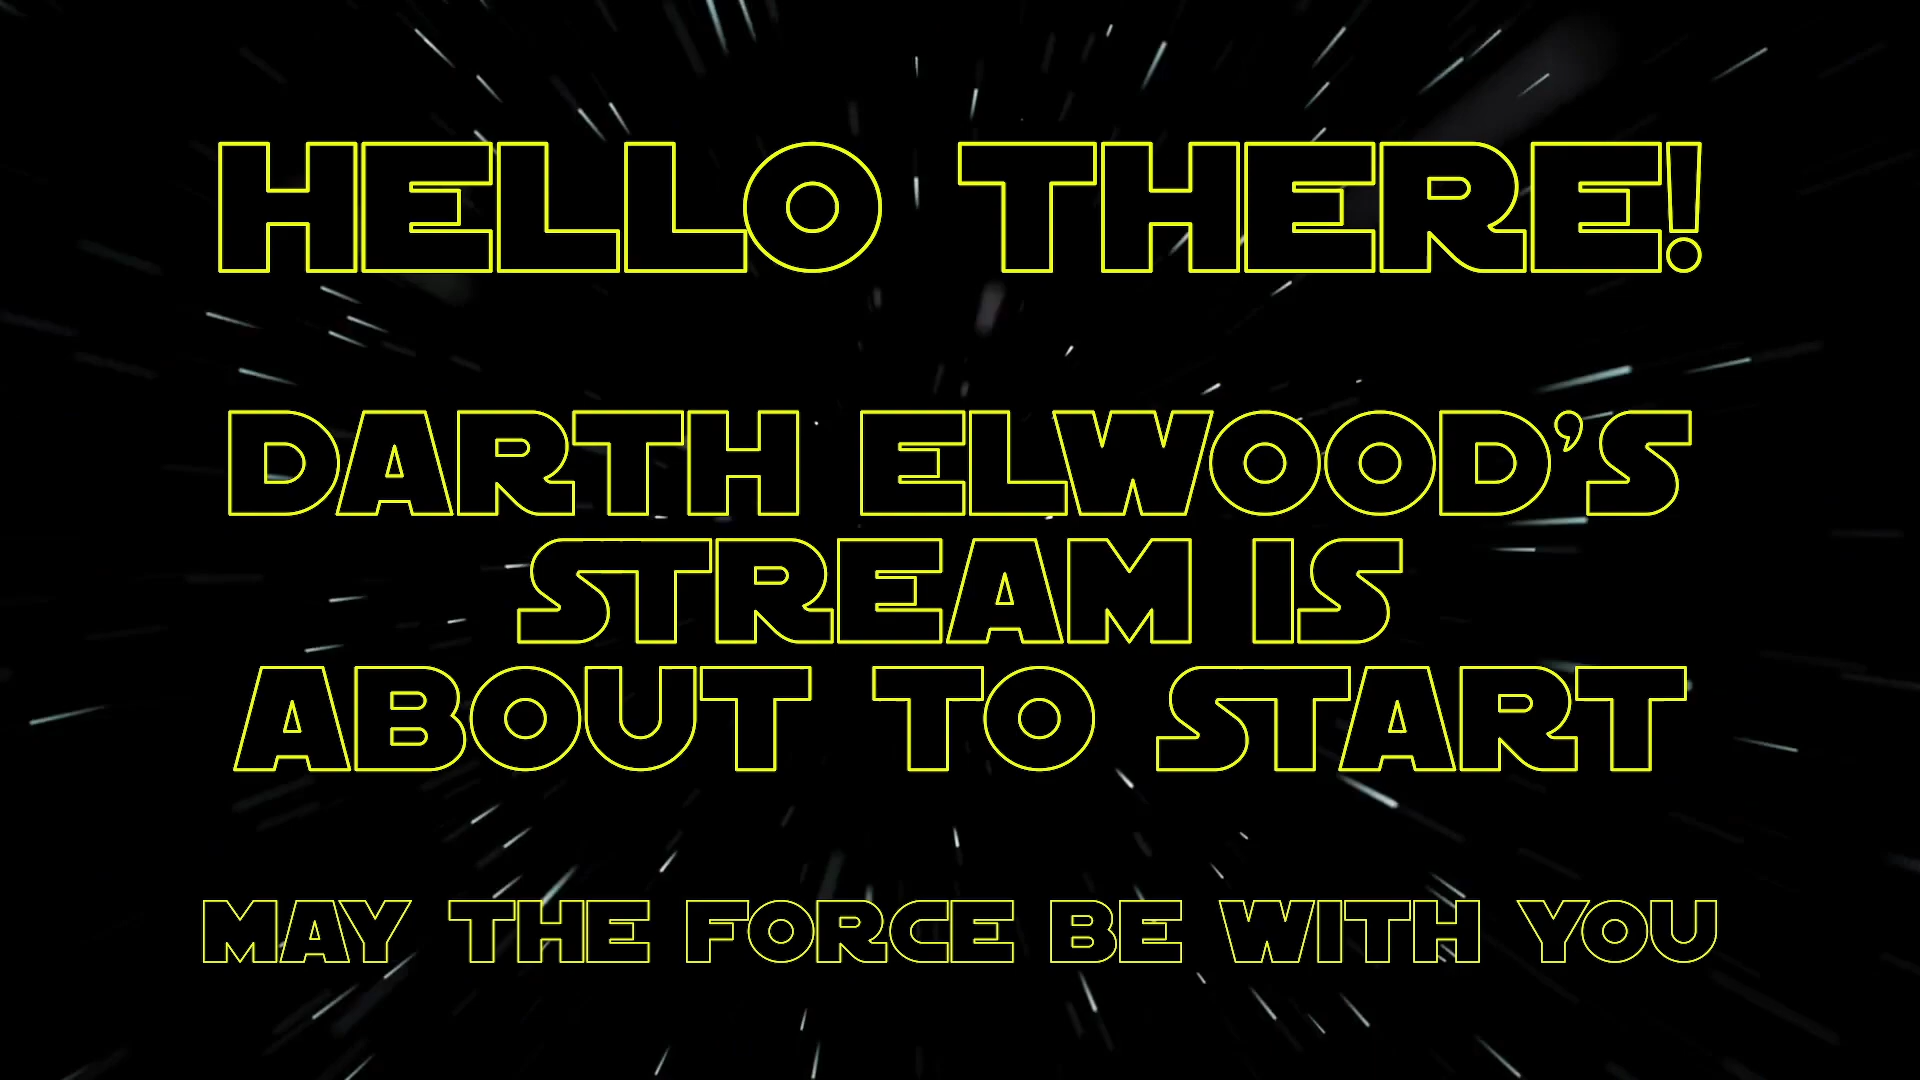 HELLO THERE!
DARTH ELWOOD'S
STREAM IS
ABOUT TO START
MAY THE FORCE BE WITH YOU